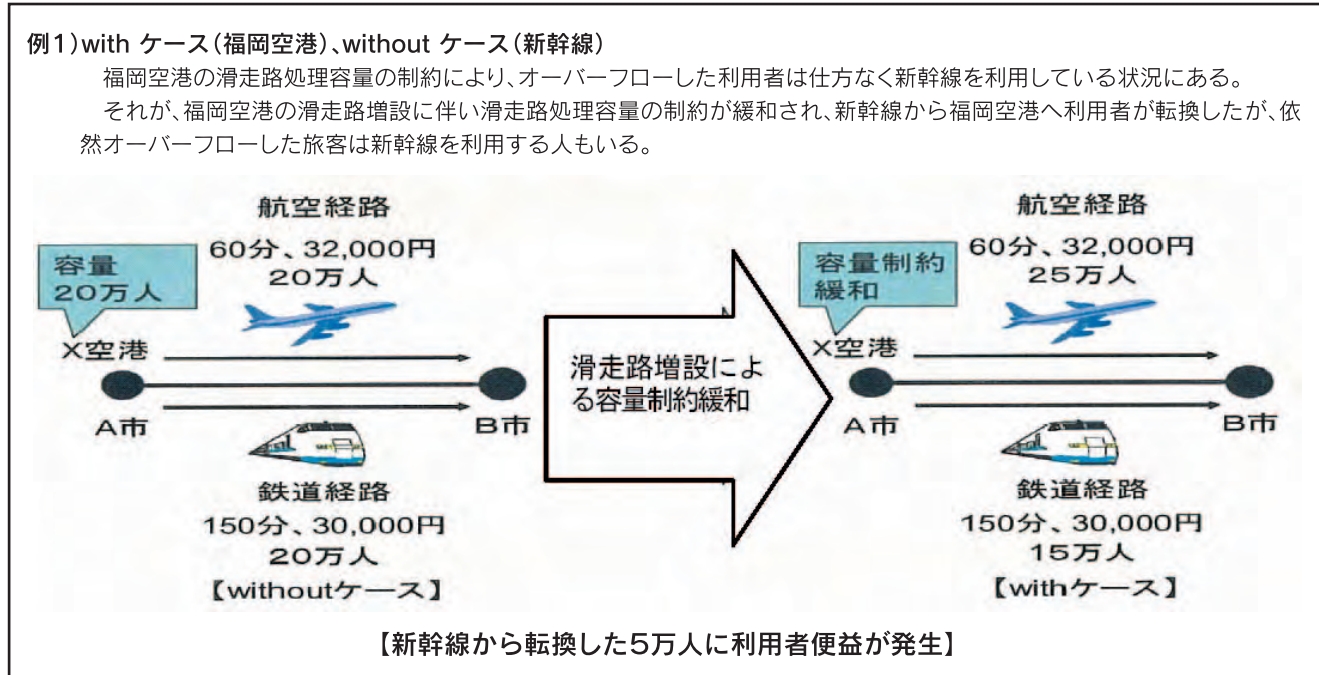 例1)with ケース(福岡空港)、without ケース(新幹線)
福岡空港の滑走路処理容量の制約により、オーバーフローした利用者は仕方なく新幹線を利用している状況にある。
それが、福岡空港の滑走路増設に伴い滑走路処理容量の制約が緩和され、新幹線から福岡空港へ利用者が転換したが、依
然オーバーフローした旅客は新幹線を利用する人もいる。
航空経路
60分、32,000円
20万人
容量
20万人
X空港
A市
B市
鉄道経路
150分、30,000円
20万人
【withoutケース】
滑走路増設によ
る容量制約緩和
航空経路
60分、32,000円
25万人
容量制約
緩和
X空港
A市
B市
鉄道経路
150分、30,000円
15万人
【withケース】
【新幹線から転換した5万人に利用者便益が発生】